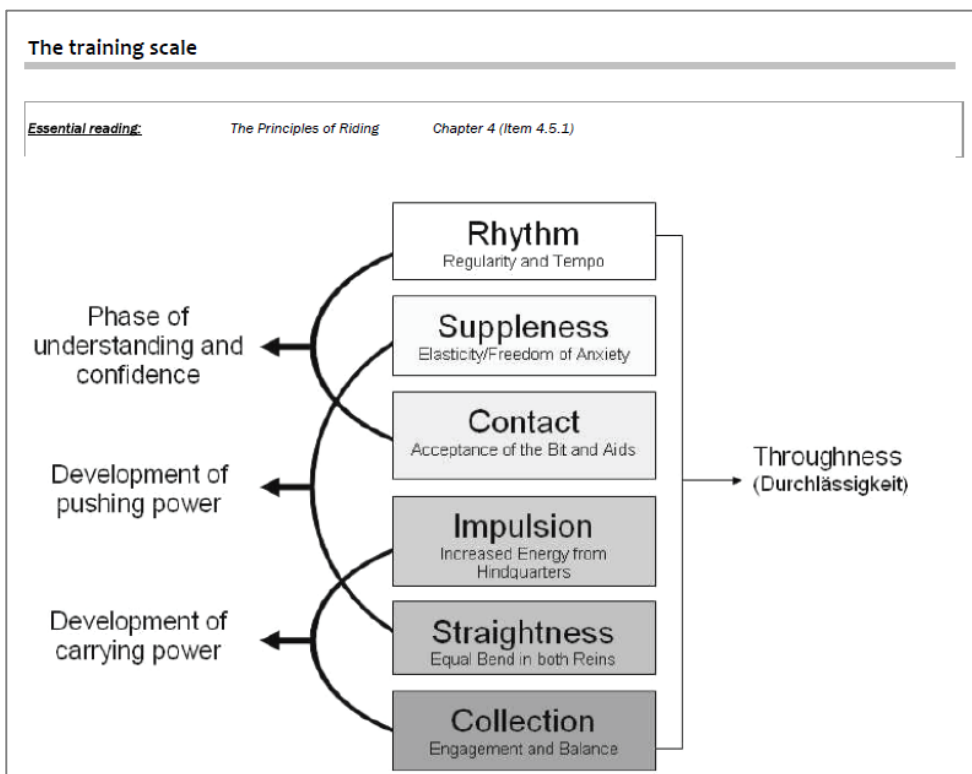 The training scale
Essential reading: The Principles of Riding Chapter 4 (Item 4.5.1)
Rhythm
Regularity and Tempo
Suppleness
Elasticity/Freedom of Anxiety
Contact
Acceptance of the Bit and Aids
Impulsion
Increased Energy from
Hindquarters
Straightness
Equal Bend in both Reins
Collection
Engagement and Balance
Phase of
understanding and
confidence
Development of
pushing power
Development of
carrying power
Throughness
(Durchlässigkeit)